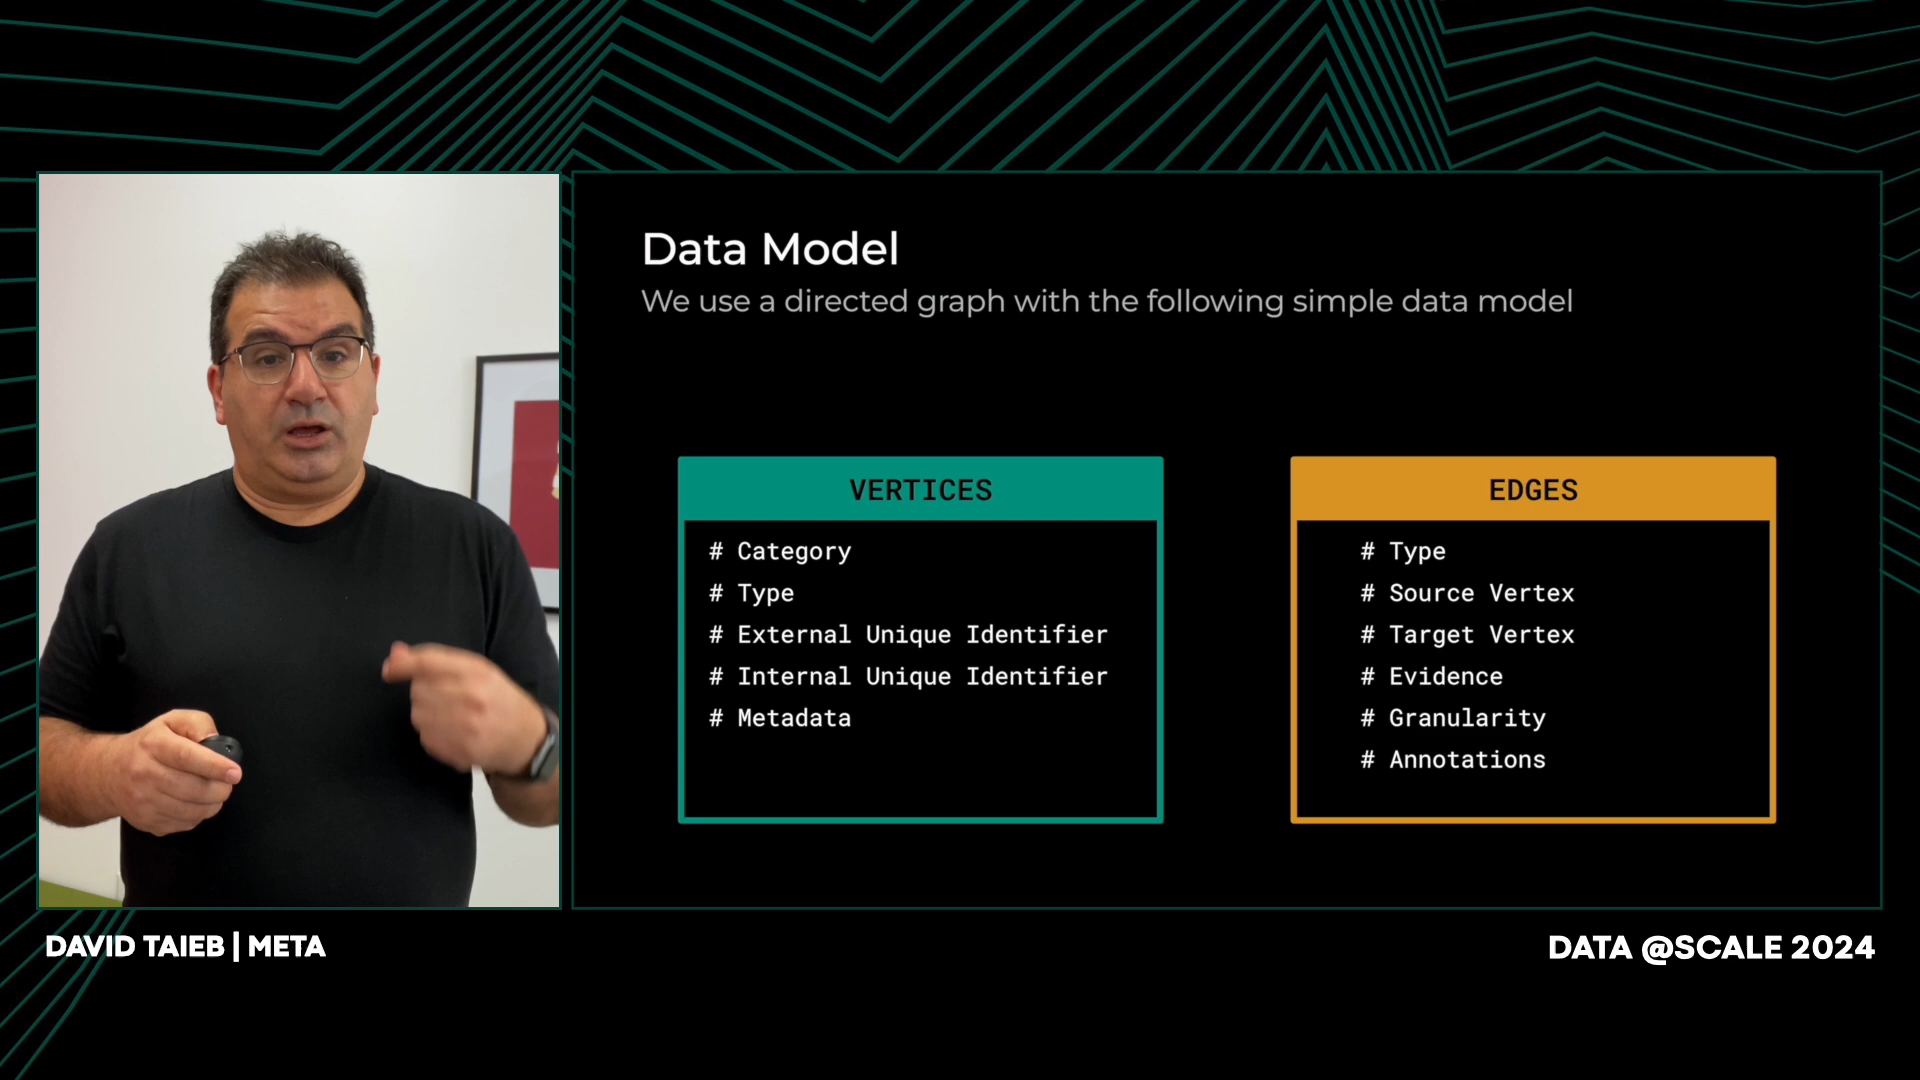 Data Model
We use a directed graph with the following simple data model
VERTICES
# Category
# Type
# External Unique Identifier
# Internal Unique Identifier
# Metadata
EDGES
# Type
# Source Vertex
# Target Vertex
# Evidence
# Granularity
# Annotations
DAVID TAIEB | META
DATA @SCALE 2024